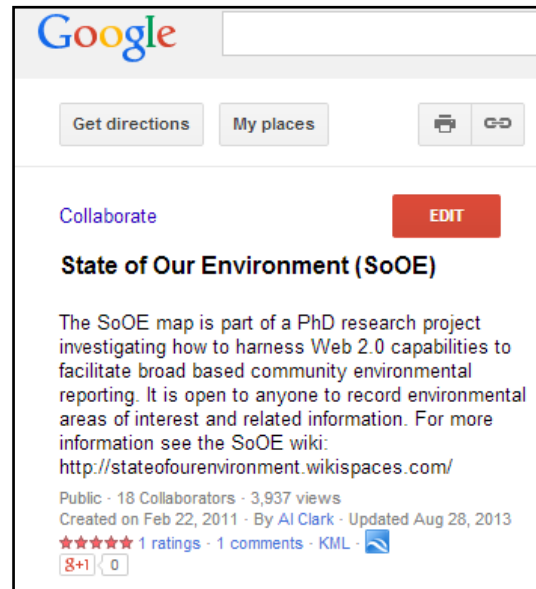 Google
Get directions My places
Collaborate EDIT
State of Our Environment (SoOE)
The SoOE map is part of a PhD research project
investigating how to harness Web 2.0 capabilities to
facilitate broad based community environmental
reporting. It is open to anyone to record environmental
areas of interest and related information. For more
information see the SoOE wiki:
http://stateofourenvironment.wikispaces.com/
Public · 18 Collaborators · 3,937 views
Created on Feb 22, 2011 · By Al Clark · Updated Aug 28, 2013
1 ratings · 1 comments · KML ·
g+1 0